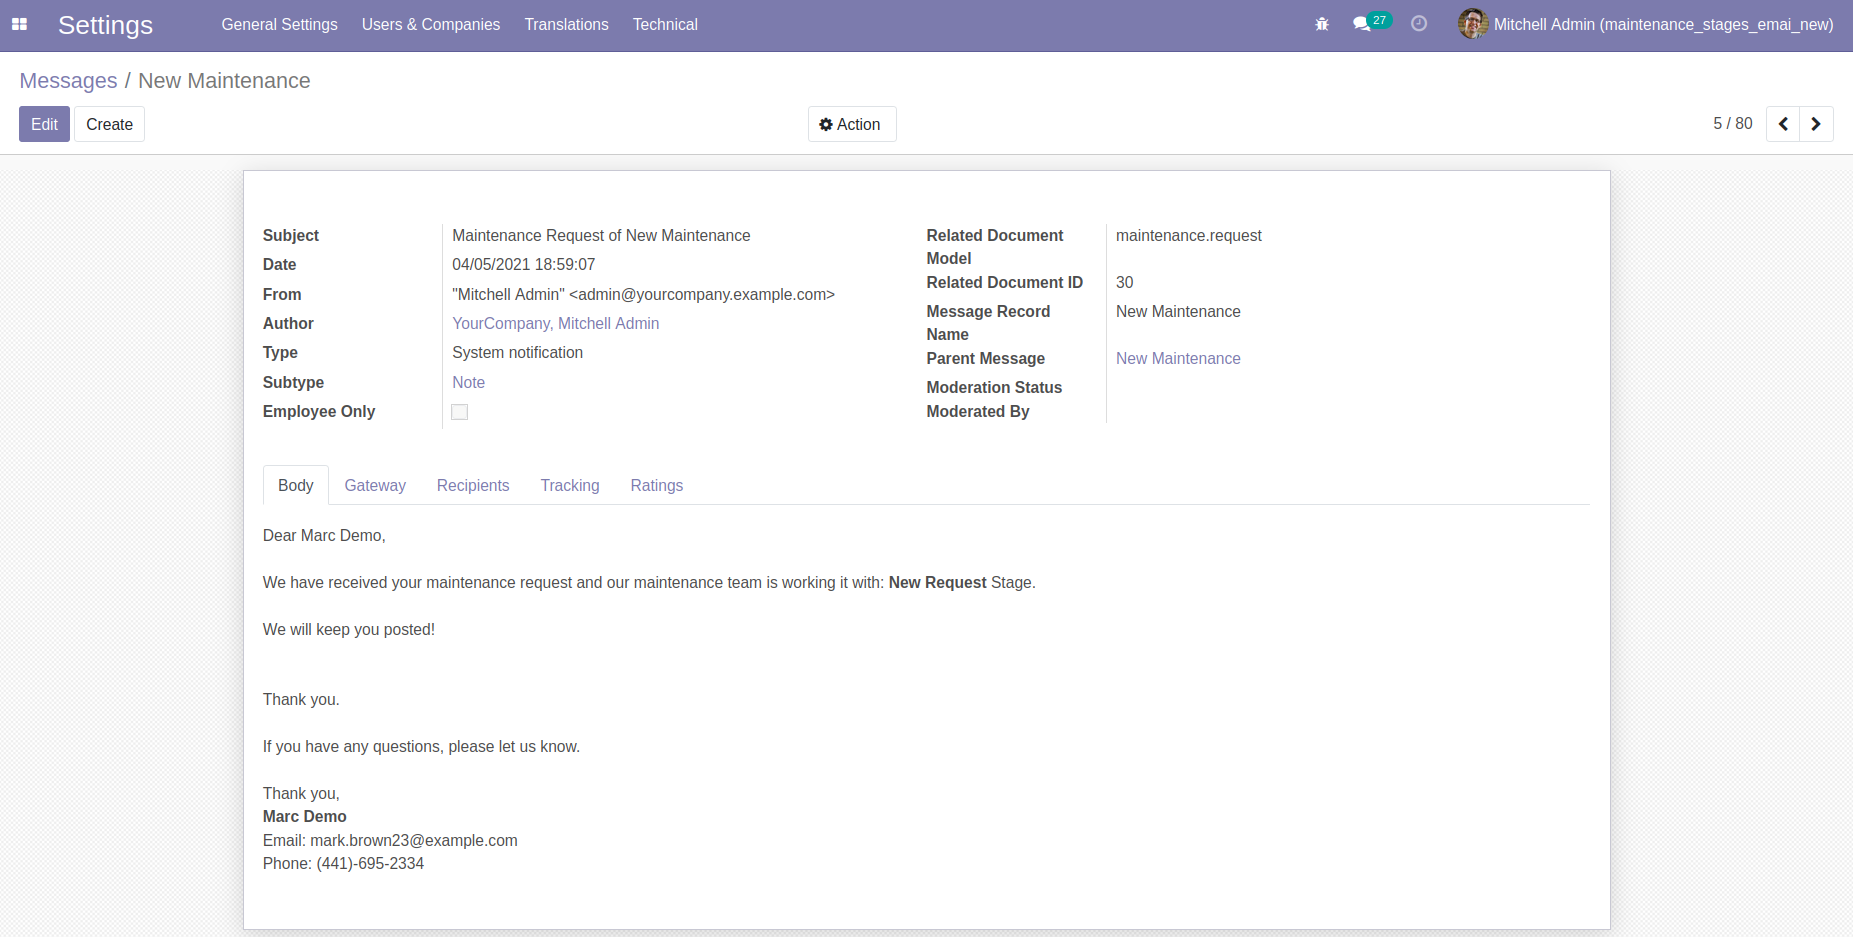 Settings General Settings Users & Companies Translations Technical 27 Mitchell Admin (maintenance_stages_emai_new)
Messages / New Maintenance
Edit Create Action 5 / 80
Subject Maintenance Request of New Maintenance
Date 04/05/2021 18:59:07
From "Mitchell Admin" <admin@yourcompany.example.com>
Author YourCompany, Mitchell Admin
Type System notification
Subtype Note
Employee Only
Related Document Model maintenance.request
Related Document ID 30
Message Record Name New Maintenance
Parent Message New Maintenance
Moderation Status
Moderated By
Body Gateway Recipients Tracking Ratings
Dear Marc Demo,
We have received your maintenance request and our maintenance team is working it with: New Request Stage.
We will keep you posted!
Thank you.
If you have any questions, please let us know.
Thank you,
Marc Demo
Email: mark.brown23@example.com
Phone: (441)-695-2334